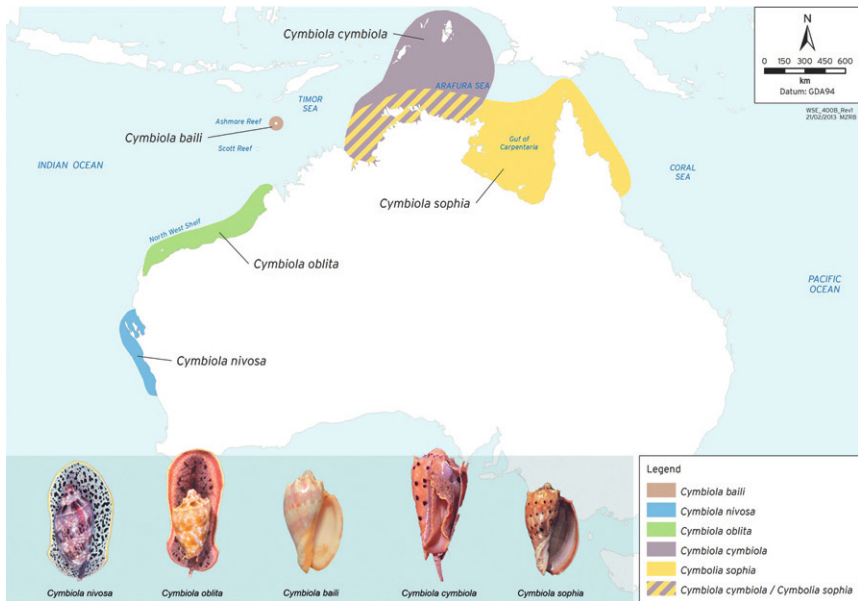 Cymbiola cymbiola
N
0 150 300 450 600
km
Datum: GDA94
WSE_400B_Rev1
21/02/2013 MZRB
ARAFURA SEA
TIMOR
SEA
Ashmore Reef
Cymbiola baili
Scott Reef
INDIAN OCEAN
Guf of
Carpentaria
CORAL
SEA
Cymbiola sophia
North West Shelf
Cymbiola oblita
PACIFIC
OCEAN
Cymbiola nivosa
Legend
Cymbiola baili
Cymbiola nivosa
Cymbiola oblita
Cymbiola cymbiola
Cymbolia sophia
Cymbiola cymbiola / Cymbolia sophia
Cymbiola nivosa
Cymbiola oblita
Cymbiola baili
Cymbiola cymbiola
Cymbiola sophia